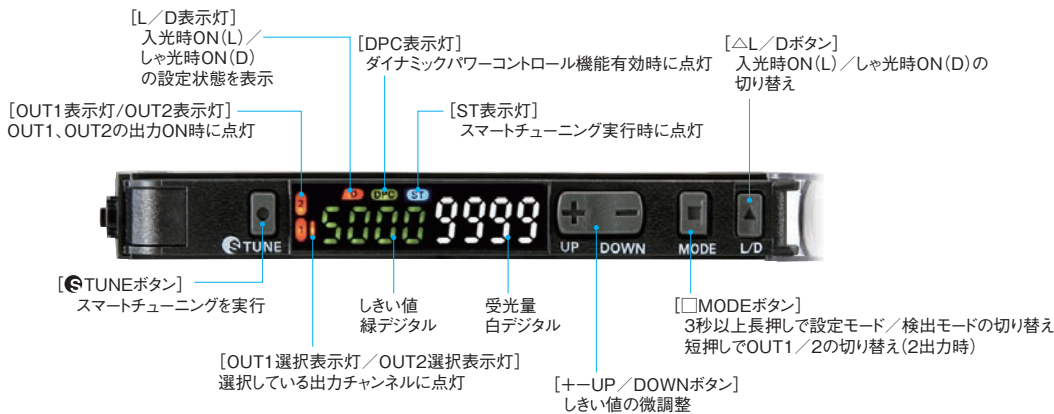 [L／D表示灯]
入光時ON(L)／
しゃ光時ON(D)
の設定状態を表示
[DPC表示灯]
ダイナミックパワーコントロール機能有効時に点灯
[△L／Dボタン]
入光時ON(L)／しゃ光時ON(D)の
切り替え
[OUT1表示灯/OUT2表示灯]
OUT1、OUT2の出力ON時に点灯
[ST表示灯]
スマートチューニング実行時に点灯
2
D
DPC
ST
1
5000
9999
STUNE
UP
DOWN
MODE
L/D
[STUNEボタン]
スマートチューニングを実行
しきい値
緑デジタル
受光量
白デジタル
[□MODEボタン]
3秒以上長押しで設定モード／検出モードの切り替え
短押しでOUT1／2の切り替え(2出力時)
[OUT1選択表示灯／OUT2選択表示灯]
選択している出力チャンネルに点灯
[＋−UP／DOWNボタン]
しきい値の微調整